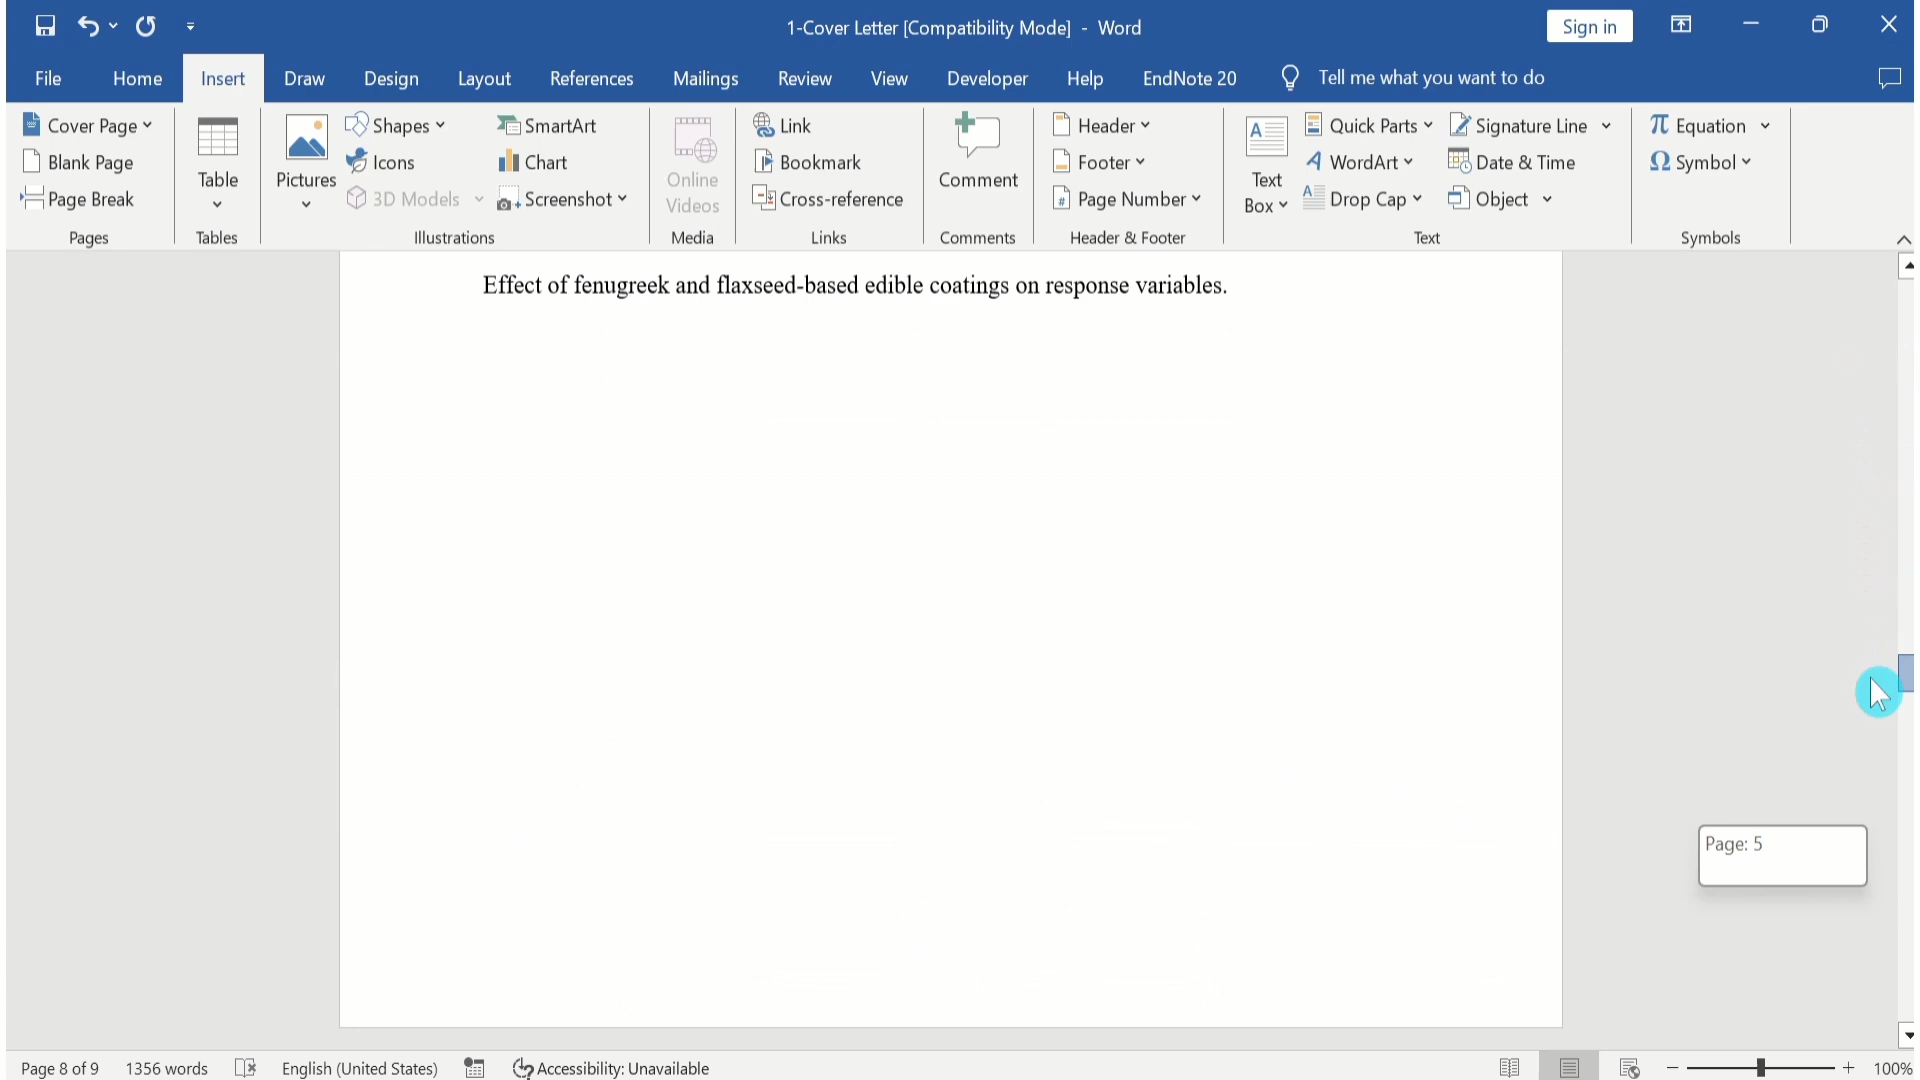 1-Cover Letter [Compatibility Mode] - Word
Sign in
File Home Insert Draw Design Layout References Mailings Review View Developer Help EndNote 20 Tell me what you want to do
Cover Page
Blank Page
Page Break
Pages
Table
Tables
Pictures
Shapes
Icons
3D Models
SmartArt
Chart
Screenshot
Illustrations
Online
Videos
Media
Link
Bookmark
Cross-reference
Links
Comment
Comments
Header
Footer
Page Number
Header & Footer
Text
Box
Quick Parts
WordArt
Drop Cap
Signature Line
Date & Time
Object
Text
Equation
Symbol
Symbols
Effect of fenugreek and flaxseed-based edible coatings on response variables.
Page: 5
Page 8 of 9 1356 words English (United States) Accessibility: Unavailable 100%